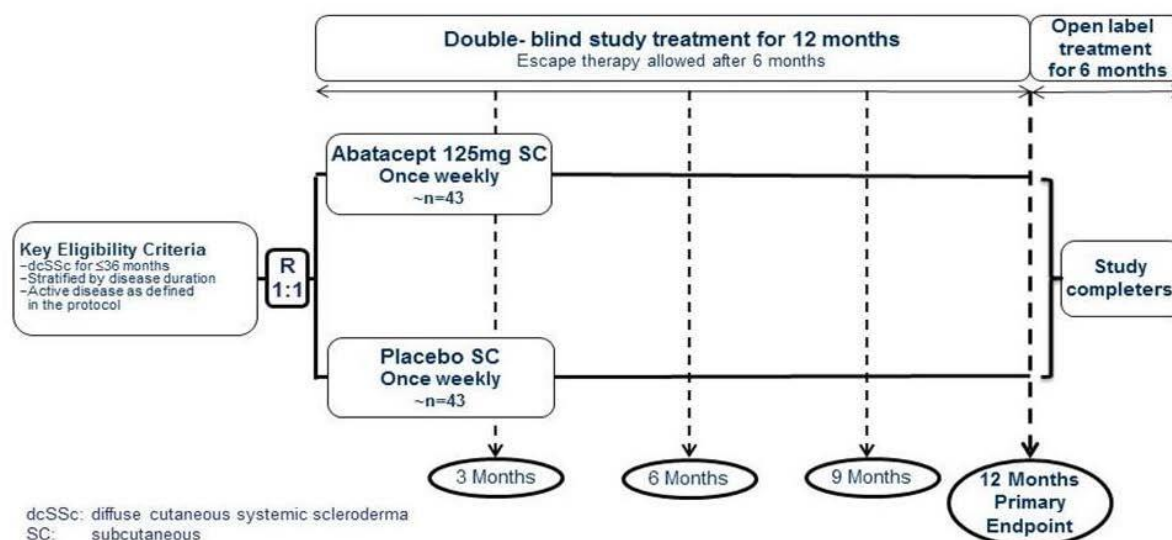 Double- blind study treatment for 12 months
Escape therapy allowed after 6 months
Open label
treatment
for 6 months
Abatacept 125mg SC
Once weekly
~n=43
Key Eligibility Criteria
–dcSSc for ≤36 months
–Stratified by disease duration
–Active disease as defined
in the protocol
R
1:1
Study
completers
Placebo SC
Once weekly
~n=43
3 Months
6 Months
9 Months
12 Months
Primary
Endpoint
dcSSc: diffuse cutaneous systemic scleroderma
SC: subcutaneous